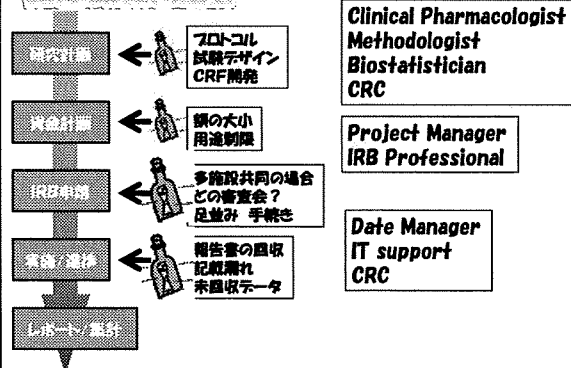 Clinical Pharmacologist
Methodologist
Biostatistician
CRC
研究計画
プロトコル
試験デザイン
CRF開発
資金計画
額の大小
用途制限
Project Manager
IRB Professional
IRB申請
多施設共同の場合
どの審査会?
足並み 手続き
実施/進捗
報告書の回収
記載漏れ
未回収データ
Date Manager
IT support
CRC
レポート/集計